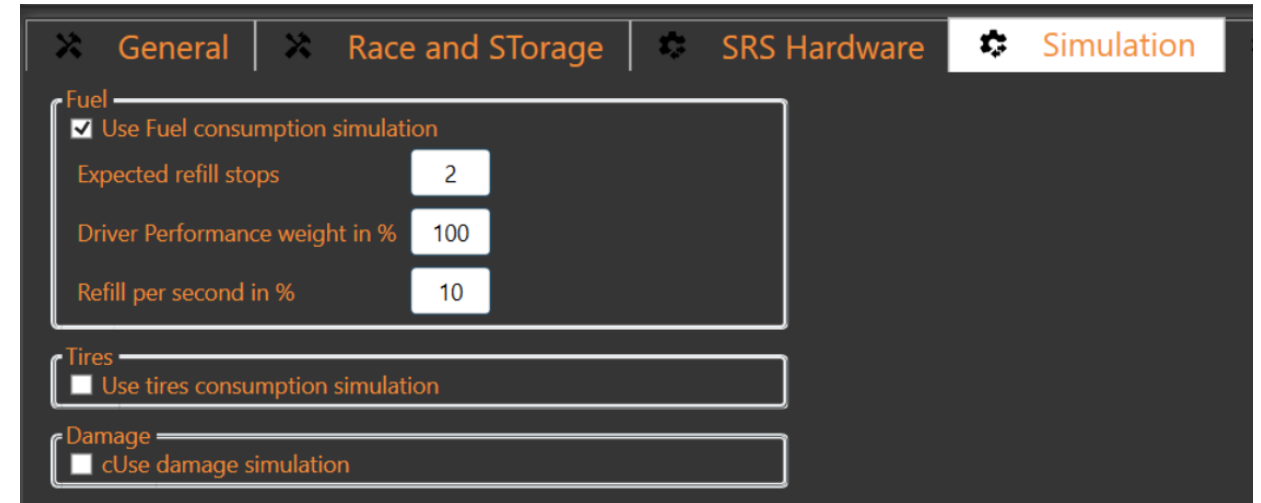 General Race and STorage SRS Hardware Simulation
Fuel
Use Fuel consumption simulation
Expected refill stops 2
Driver Performance weight in % 100
Refill per second in % 10
Tires
Use tires consumption simulation
Damage
cUse damage simulation